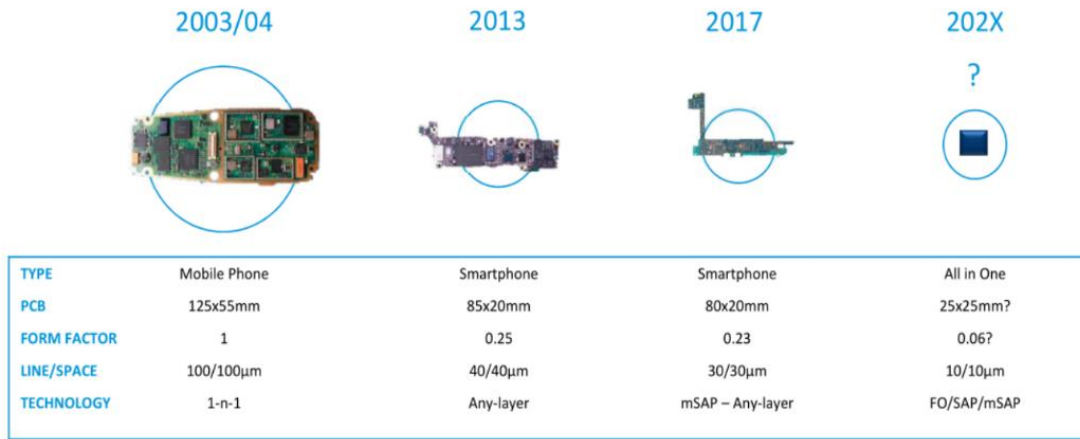 2003/04 2013 2017 202X
?
TYPE Mobile Phone Smartphone Smartphone All in One
PCB 125x55mm 85x20mm 80x20mm 25x25mm?
FORM FACTOR 1 0.25 0.23 0.06?
LINE/SPACE 100/100µm 40/40µm 30/30µm 10/10µm
TECHNOLOGY 1-n-1 Any-layer mSAP – Any-layer FO/SAP/mSAP